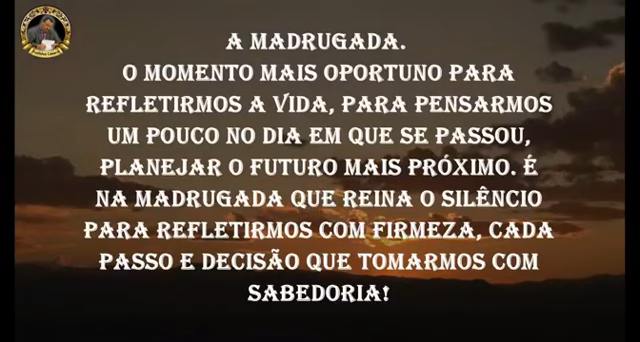 A MADRUGADA.
O MOMENTO MAIS OPORTUNO PARA
REFLETIRMOS A VIDA, PARA PENSARMOS
UM POUCO NO DIA EM QUE SE PASSOU,
PLANEJAR O FUTURO MAIS PRÓXIMO. É
NA MADRUGADA QUE REINA O SILÊNCIO
PARA REFLETIRMOS COM FIRMEZA, CADA
PASSO E DECISÃO QUE TOMARMOS COM
SABEDORIA!